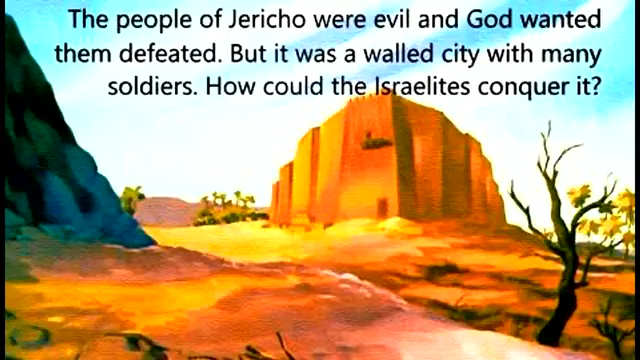 The people of Jericho were evil and God wanted
them defeated. But it was a walled city with many
soldiers. How could the Israelites conquer it?